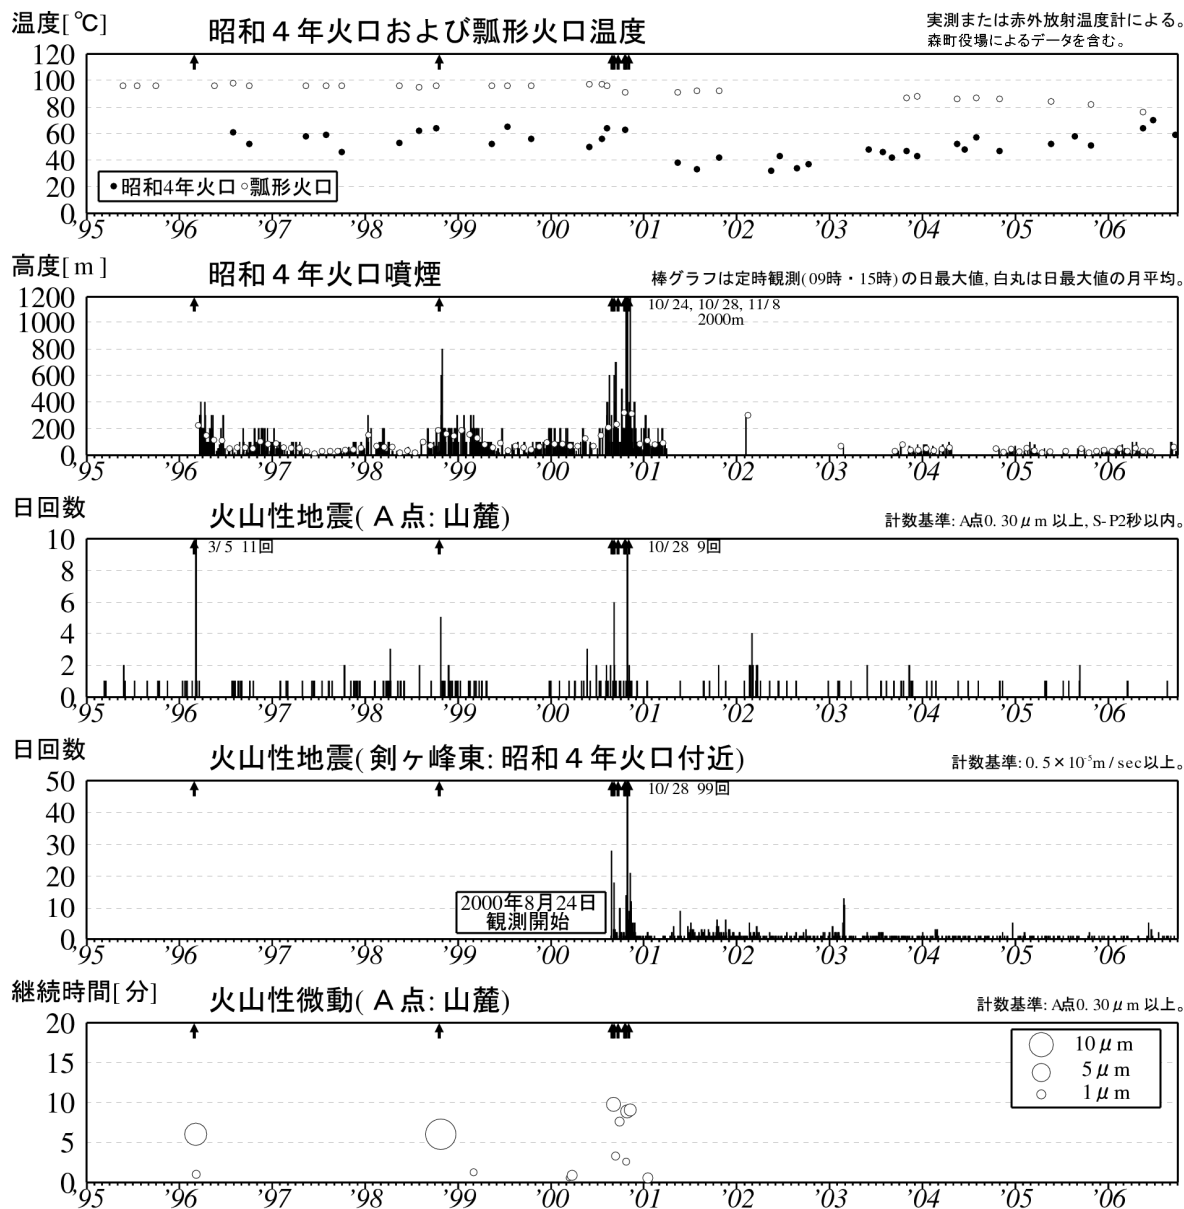 温度[℃]
昭和４年火口および瓢形火口温度
実測または赤外放射温度計による。
森町役場によるデータを含む。
120
100
80
60
40
20
0
昭和4年火口 瓢形火口
'95 '96 '97 '98 '99 '00 '01 '02 '03 '04 '05 '06
高度[m]
昭和４年火口噴煙
棒グラフは定時観測(09時・15時)の日最大値, 白丸は日最大値の月平均。
1200
1000
800
600
400
200
0
10/24, 10/28, 11/8
2000m
'95 '96 '97 '98 '99 '00 '01 '02 '03 '04 '05 '06
日回数
火山性地震(Ａ点:山麓)
計数基準: A点0.30μm以上, S-P2秒以内。
10
8
6
4
2
0
3/5 11回
10/28 9回
'95 '96 '97 '98 '99 '00 '01 '02 '03 '04 '05 '06
日回数
火山性地震(剣ヶ峰東:昭和４年火口付近)
計数基準: 0.5×10⁻⁵m/sec以上。
50
40
30
20
10
0
10/28 99回
2000年8月24日
観測開始
'95 '96 '97 '98 '99 '00 '01 '02 '03 '04 '05 '06
継続時間[分]
火山性微動(Ａ点:山麓)
計数基準: A点0.30μm以上。
20
15
10
5
0
10μm
5μm
1μm
'95 '96 '97 '98 '99 '00 '01 '02 '03 '04 '05 '06